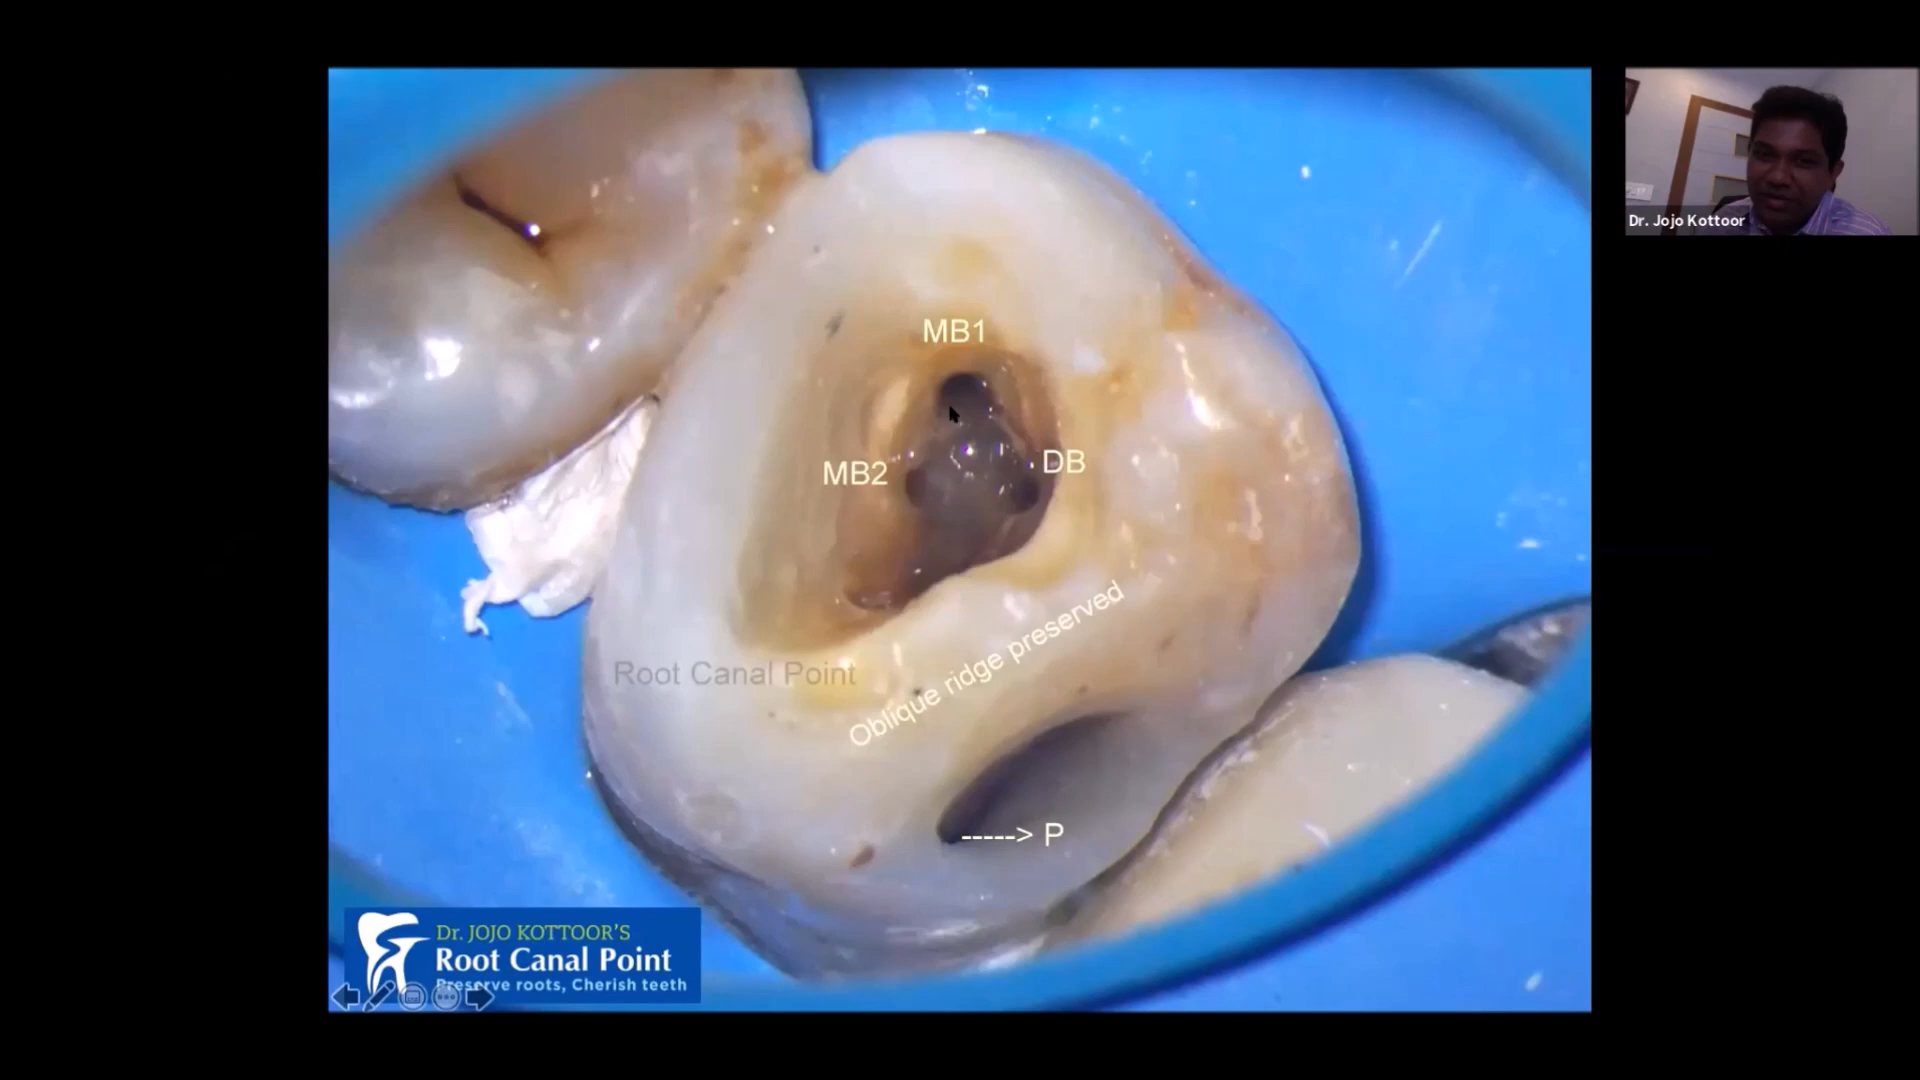 Dr. Jojo Kottoor
MB1
MB2
DB
Oblique ridge preserved
Root Canal Point
-----> P
Dr. JOJO KOTTOOR'S
Root Canal Point
Preserve roots, Cherish teeth